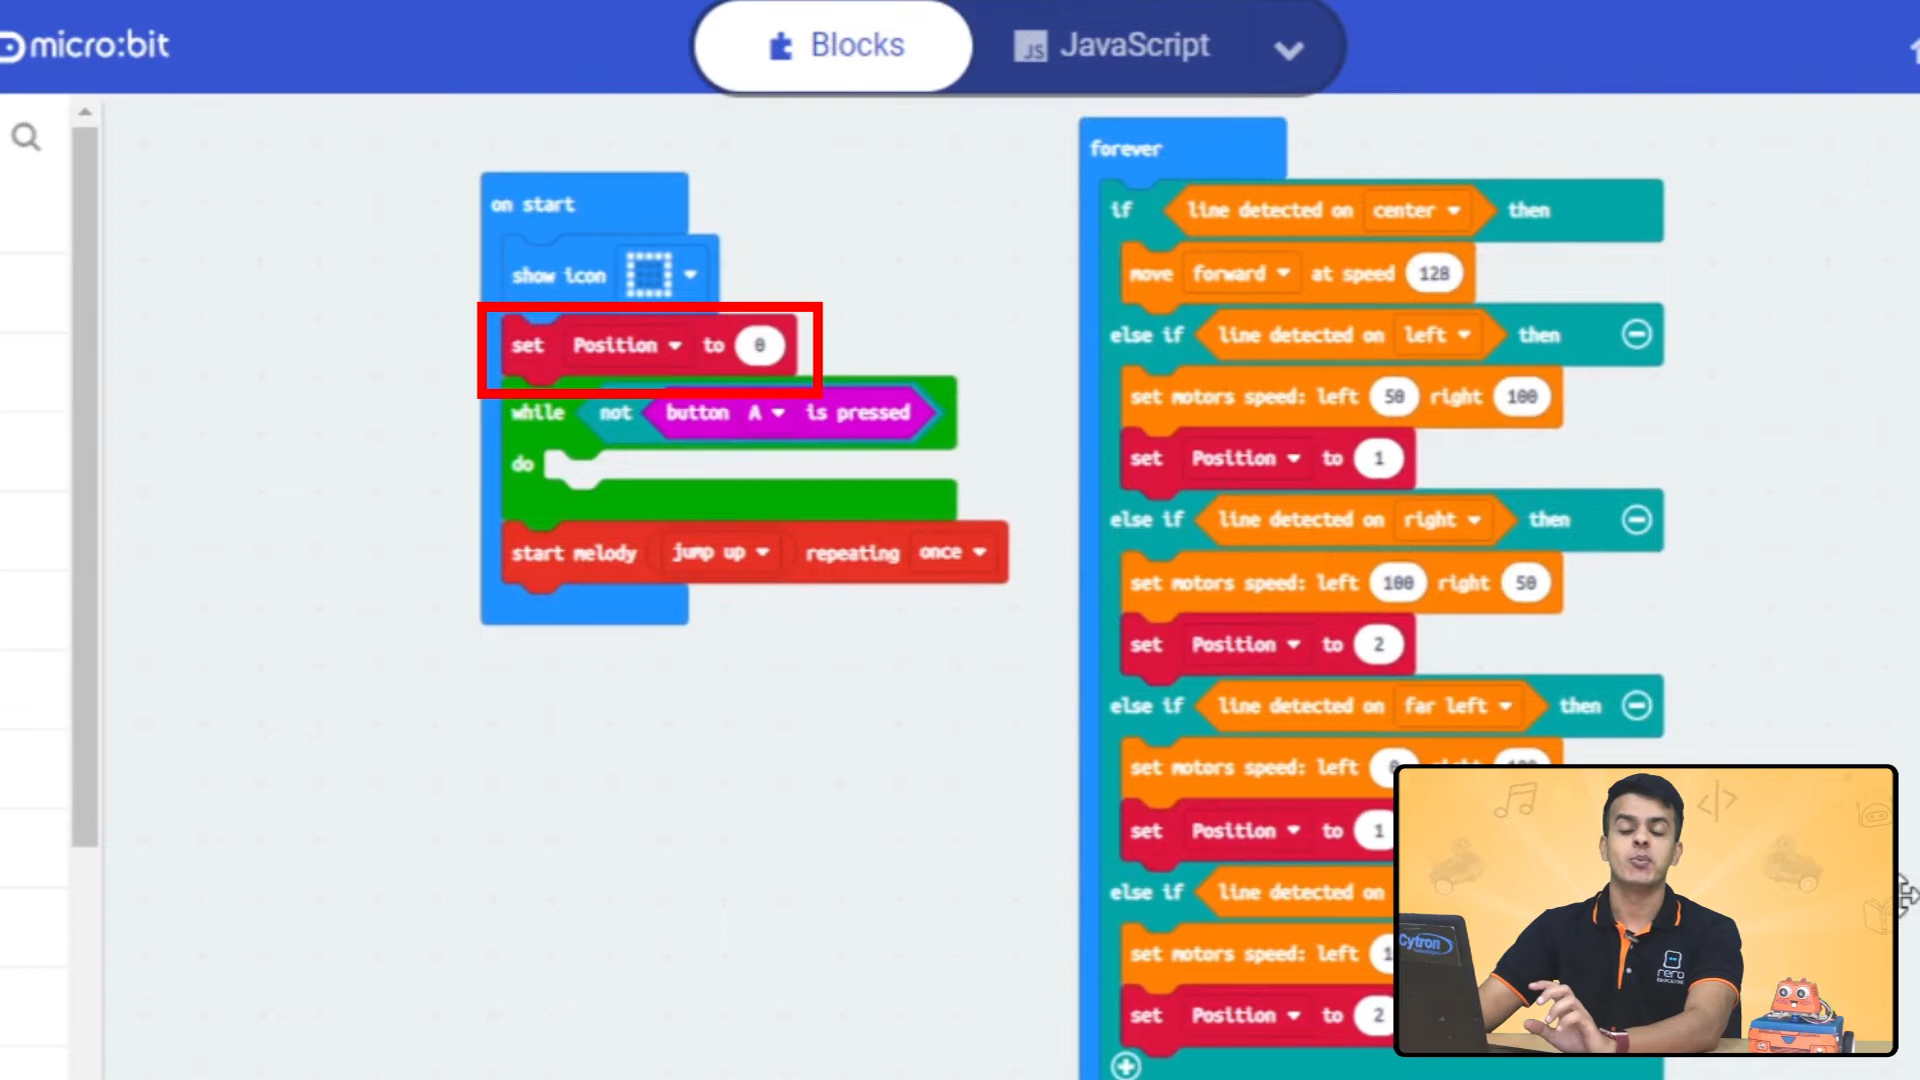 micro:bit
Blocks
JS JavaScript
on start
show icon
set Position to 0
while not button A is pressed
do
start melody jump up repeating once
forever
if line detected on center then
move forward at speed 128
else if line detected on left then
set motors speed: left 50 right 100
set Position to 1
else if line detected on right then
set motors speed: left 100 right 50
set Position to 2
else if line detected on far left then
set motors speed: left
set Position to 1
else if line detected on
set motors speed: left
set Position to 2
Cytron
rero